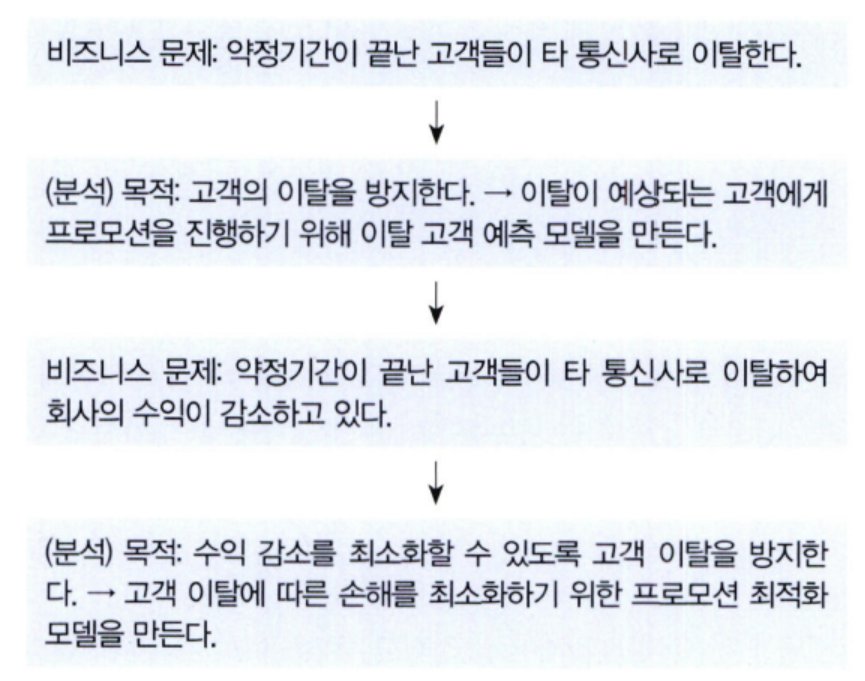 비즈니스 문제: 약정기간이 끝난 고객들이 타 통신사로 이탈한다.
(분석) 목적: 고객의 이탈을 방지한다. → 이탈이 예상되는 고객에게
프로모션을 진행하기 위해 이탈 고객 예측 모델을 만든다.
비즈니스 문제: 약정기간이 끝난 고객들이 타 통신사로 이탈하여
회사의 수익이 감소하고 있다.
(분석) 목적: 수익 감소를 최소화할 수 있도록 고객 이탈을 방지한
다. → 고객 이탈에 따른 손해를 최소화하기 위한 프로모션 최적화
모델을 만든다.